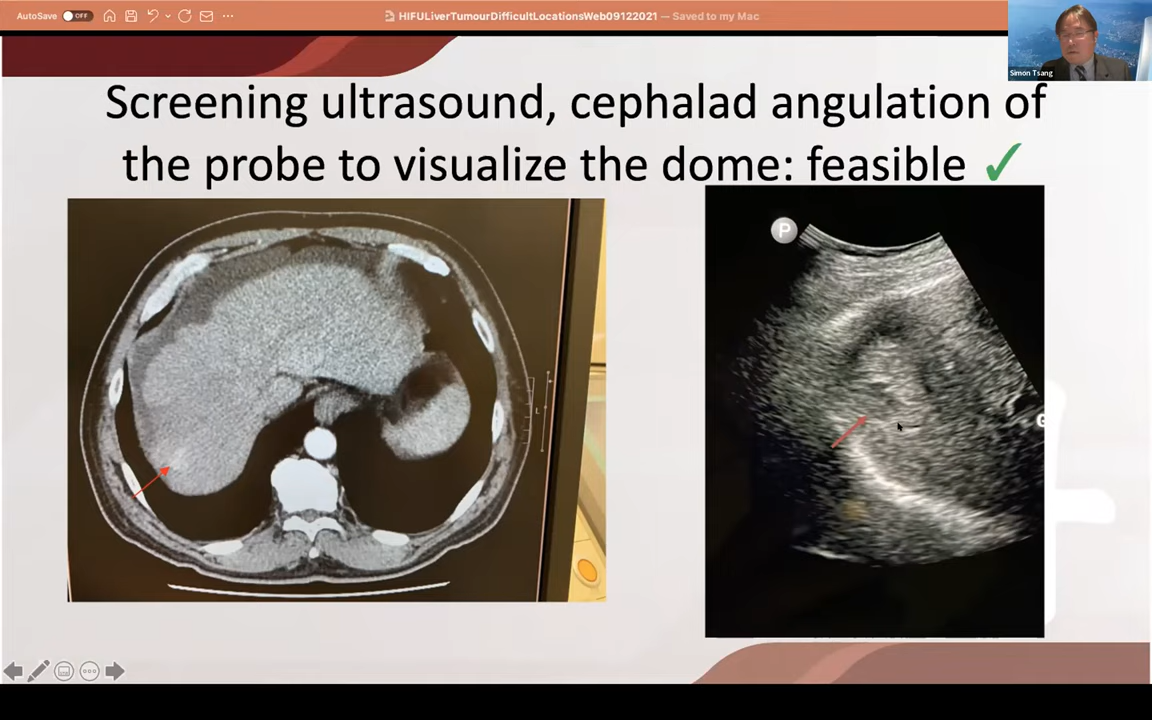 AutoSave OFF
HIFULiverTumourDifficultLocationsWeb09122021 — Saved to my Mac
Simon Tsang
Screening ultrasound, cephalad angulation of
the probe to visualize the dome: feasible ✓
P
L
G